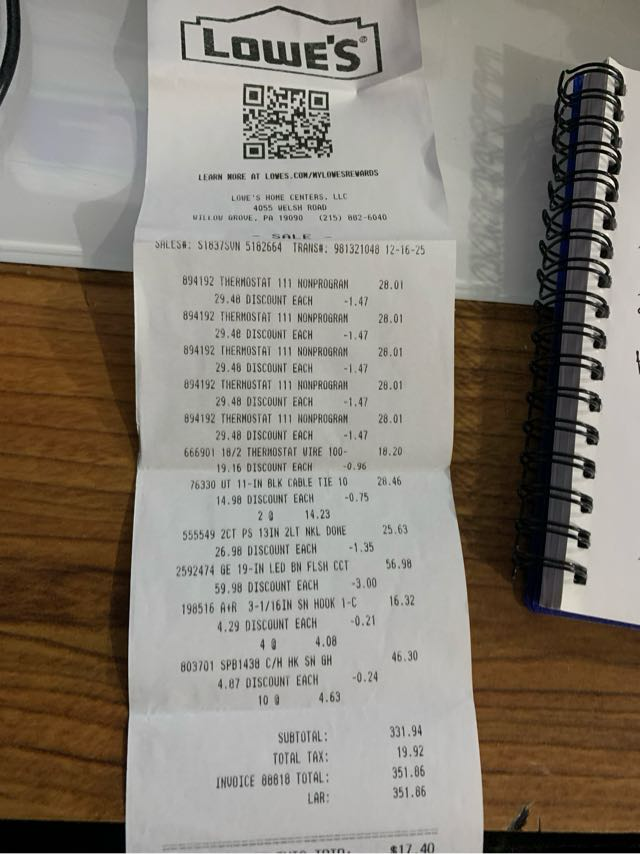 LOWE'S®
LEARN MORE AT LOWES.COM/MYLOWESREWARDS
LOWE'S HOME CENTERS, LLC
4055 WELSH ROAD
WILLOW GROVE, PA 19090 (215) 882-6040
- SALE -
SALES#: S1837SVN 5182664 TRANS#: 981321048 12-16-25
894192 THERMOSTAT 111 NONPROGRAM 28.01
29.48 DISCOUNT EACH -1.47
894192 THERMOSTAT 111 NONPROGRAM 28.01
29.48 DISCOUNT EACH -1.47
894192 THERMOSTAT 111 NONPROGRAM 28.01
29.48 DISCOUNT EACH -1.47
894192 THERMOSTAT 111 NONPROGRAM 28.01
29.48 DISCOUNT EACH -1.47
894192 THERMOSTAT 111 NONPROGRAM 28.01
29.48 DISCOUNT EACH -1.47
666901 18/2 THERMOSTAT WIRE 100- 18.20
19.16 DISCOUNT EACH -0.96
76330 UT 11-IN BLK CABLE TIE 10 28.46
14.98 DISCOUNT EACH -0.75
2 @ 14.23
555549 2CT PS 13IN 2LT NKL DOME 25.63
26.98 DISCOUNT EACH -1.35
2592474 GE 19-IN LED BN FLSH CCT 56.98
59.98 DISCOUNT EACH -3.00
198516 A+R 3-1/16IN SN HOOK 1-C 16.32
4.29 DISCOUNT EACH -0.21
4 @ 4.08
803701 SPB1438 C/H HK SN GH 46.30
4.87 DISCOUNT EACH -0.24
10 @ 4.63
SUBTOTAL: 331.94
TOTAL TAX: 19.92
INVOICE 88818 TOTAL: 351.86
LAR: 351.86
$17.40